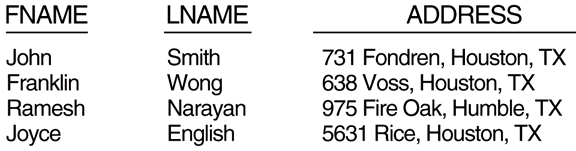 FNAME LNAME ADDRESS
John Smith 731 Fondren, Houston, TX
Franklin Wong 638 Voss, Houston, TX
Ramesh Narayan 975 Fire Oak, Humble, TX
Joyce English 5631 Rice, Houston, TX